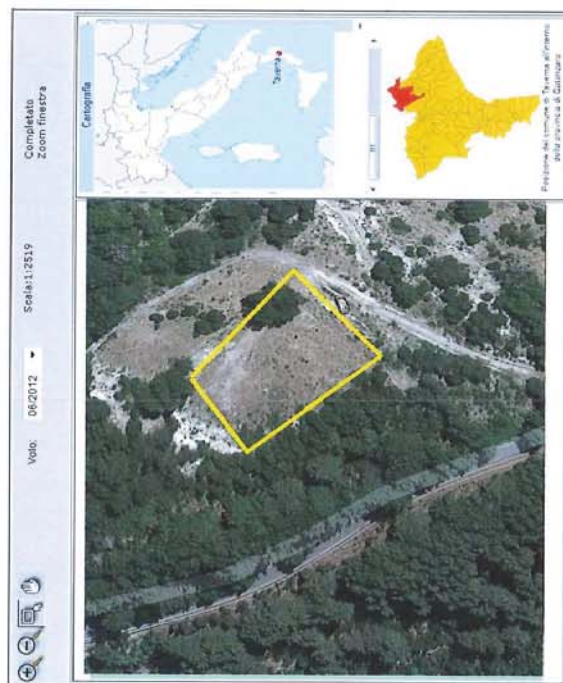 Completato
Zoom finestra
Volo: 06/2012 Scala:1:2519
Cartografia
Taverna
Posizione del comune di Taverna all'interno
della provincia di Catanzaro